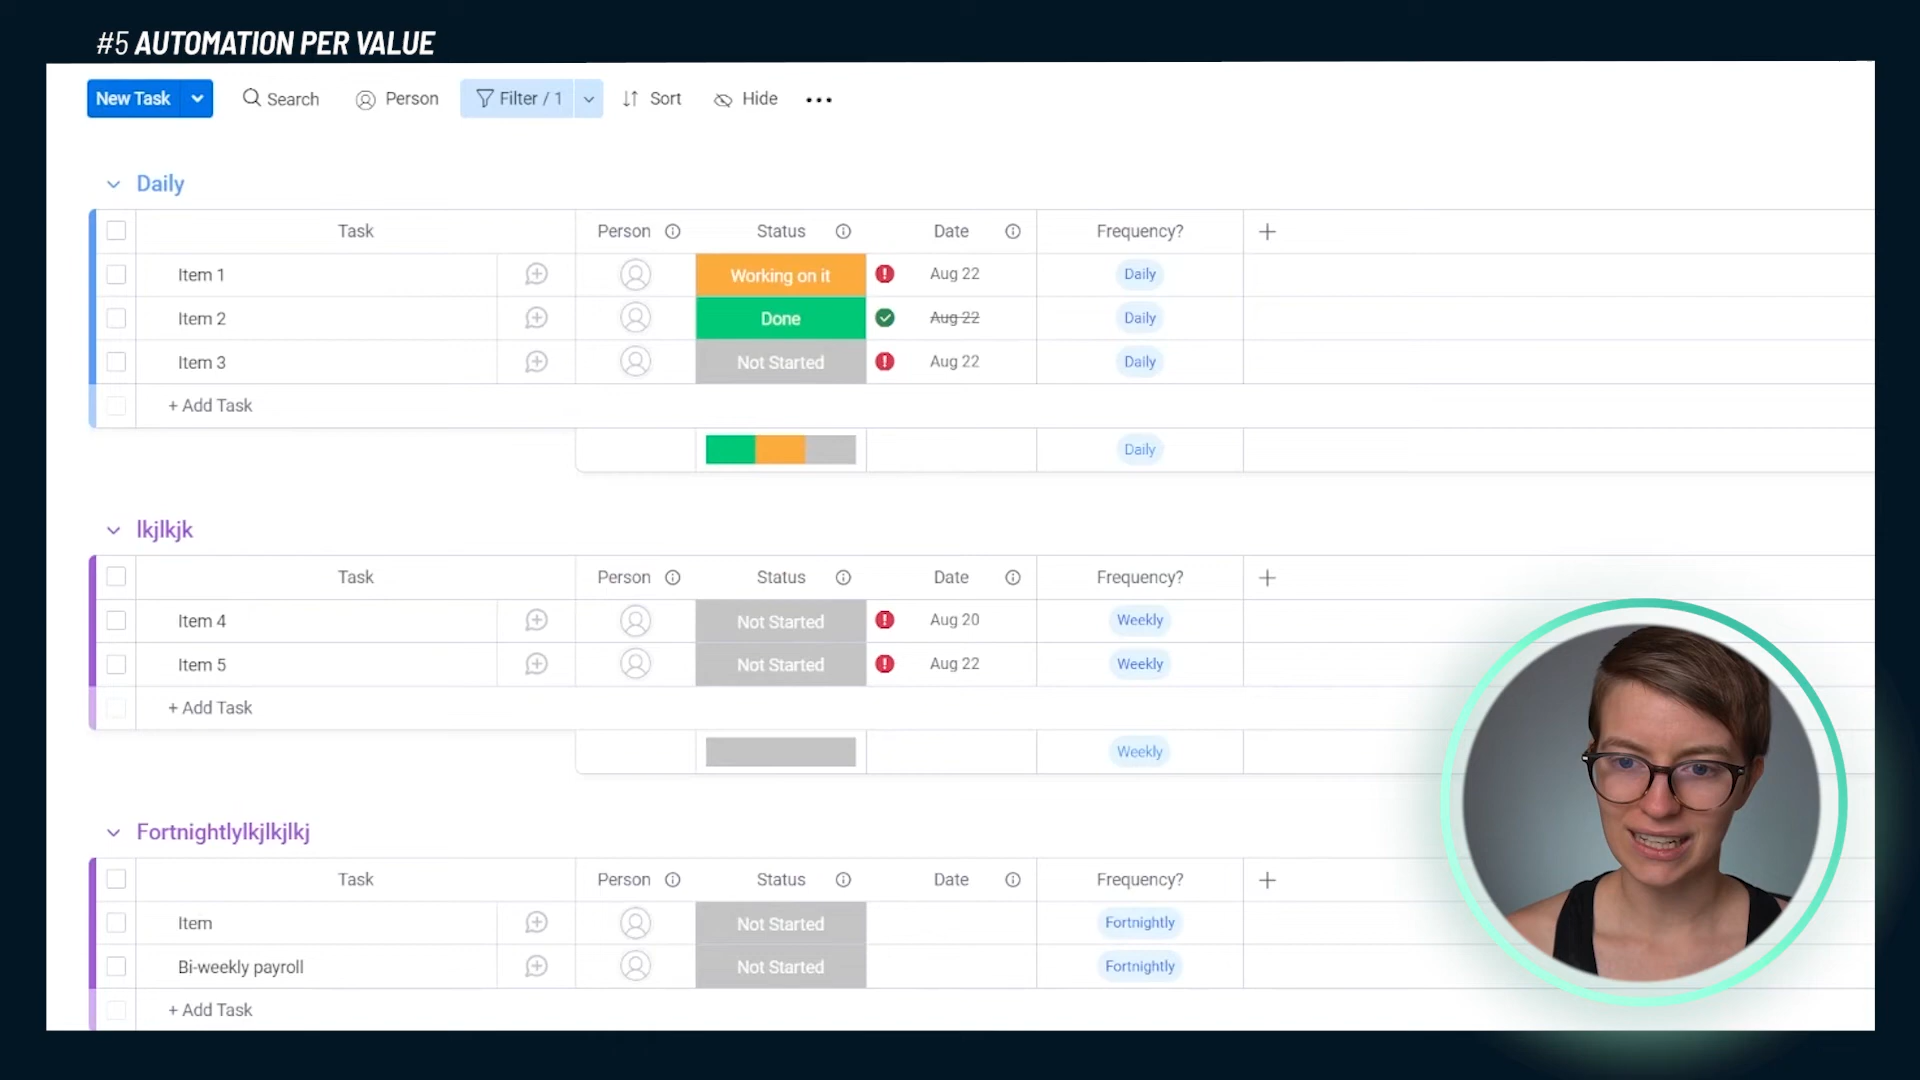 #5 AUTOMATION PER VALUE
New Task Search Person Filter / 1 Sort Hide
Daily
Task Person Status Date Frequency?
Item 1 Working on it Aug 22 Daily
Item 2 Done Aug 22 Daily
Item 3 Not Started Aug 22 Daily
+ Add Task
Daily
lkjlkjk
Task Person Status Date Frequency?
Item 4 Not Started Aug 20 Weekly
Item 5 Not Started Aug 22 Weekly
+ Add Task
Weekly
Fortnightlylkjlkjlkj
Task Person Status Date Frequency?
Item Not Started Fortnightly
Bi-weekly payroll Not Started Fortnightly
+ Add Task